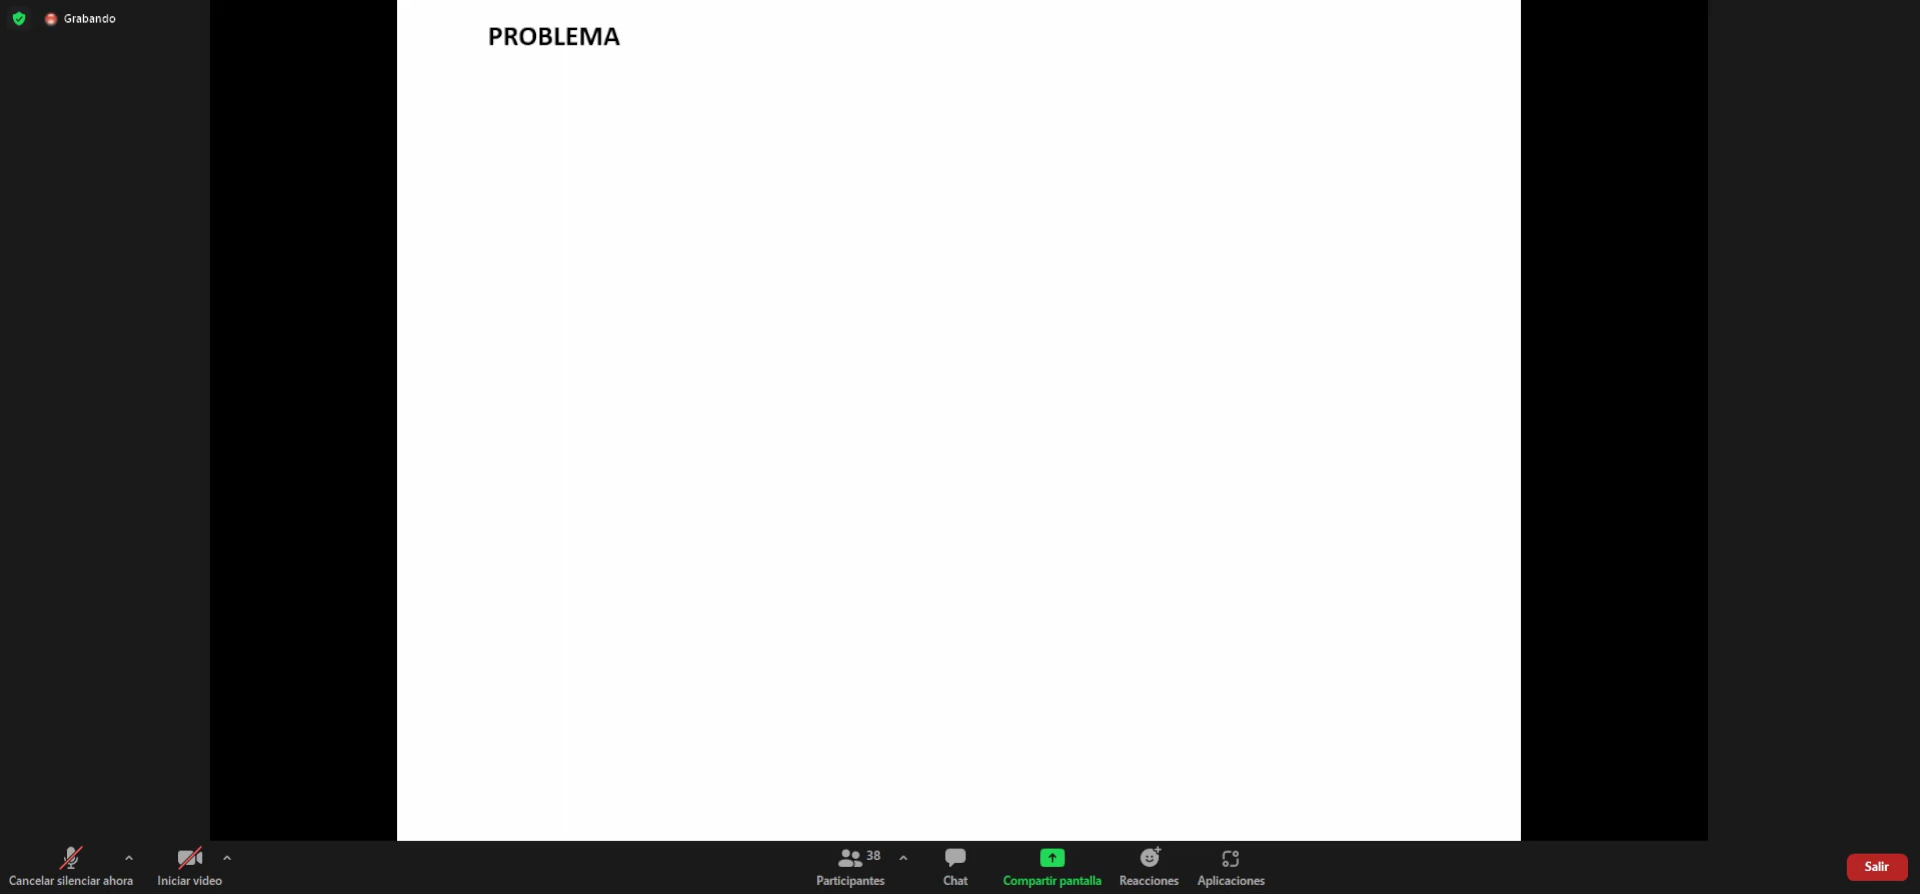 Grabando
PROBLEMA
38
Cancelar silenciar ahora
Iniciar video
Participantes
Chat
Compartir pantalla
Reacciones
Aplicaciones
Salir